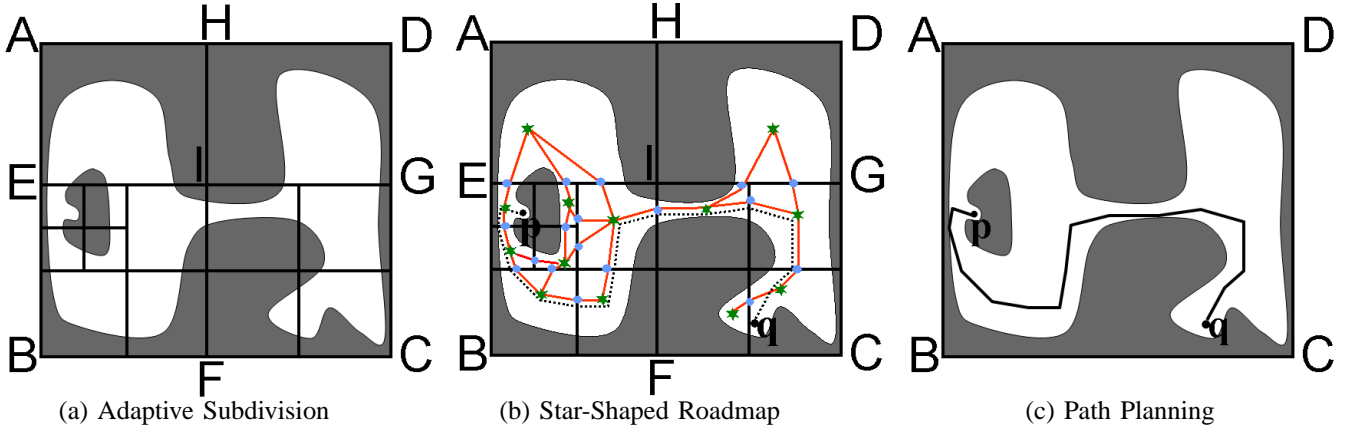 A H D
E I G
B F C
(a) Adaptive Subdivision
A H D
E I G
p
q
B F C
(b) Star-Shaped Roadmap
A D
p
q
B C
(c) Path Planning